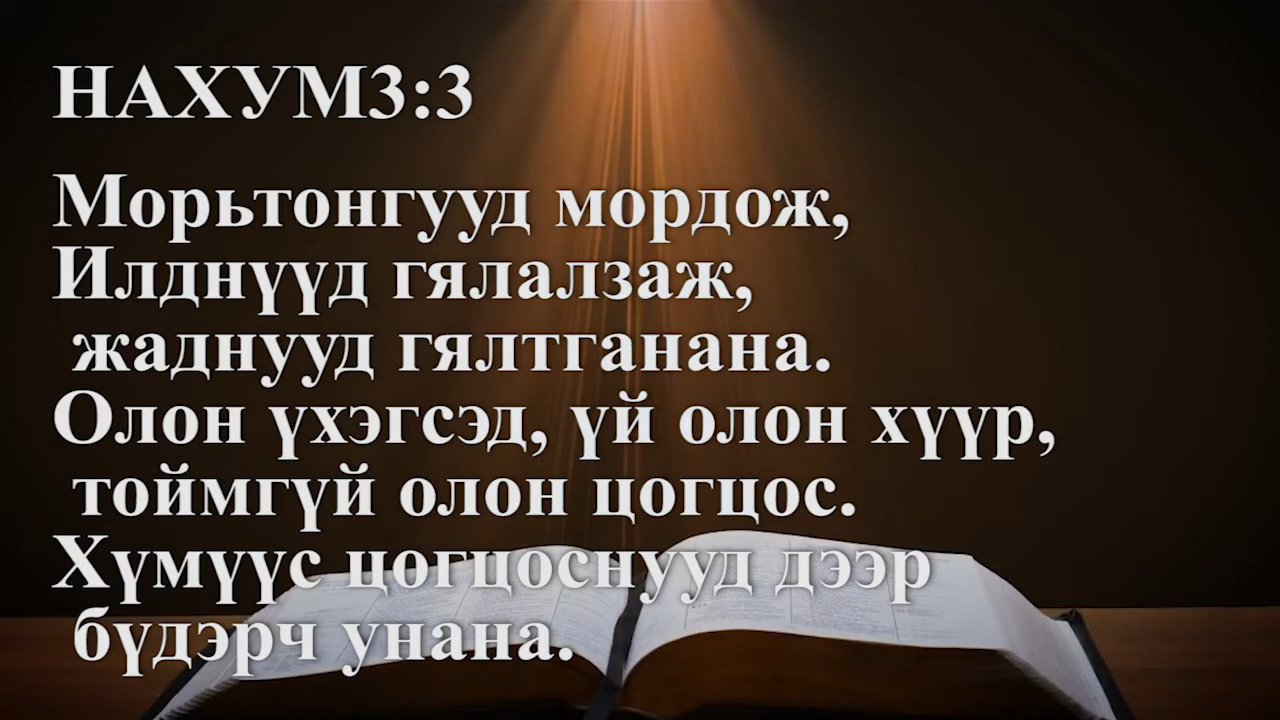 НАХУМ3:3
Морьтонгууд мордож,
Илднүүд гялалзаж,
жаднууд гялтганана.
Олон үхэгсэд, үй олон хүүр,
тоймгүй олон цогцос.
Хүмүүс цогцоснууд дээр
бүдэрч унана.